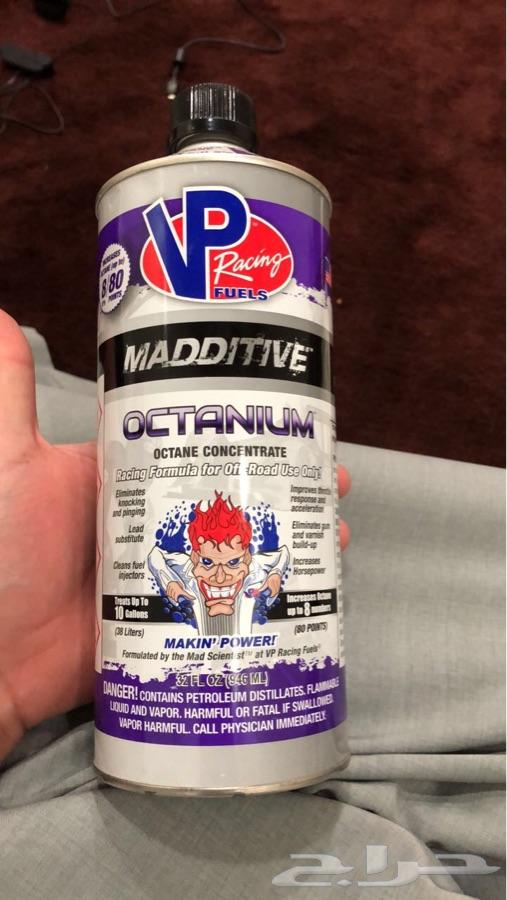 VP
Racing
FUELS
INCREASES
OCTANE (up to)
8/80
POINTS
MADDITIVE
OCTANIUM
OCTANE CONCENTRATE
Racing Formula for Off-Road Use Only!
Eliminates
knocking
and pinging
Lead
substitute
Cleans fuel
injectors
Improves throttle
response and
acceleration
Eliminates gum
and varnish
build-up
Increases
Horsepower
Treats Up To
10 Gallons
(38 Liters)
Increases Octane
up to 8 numbers
(80 POINTS)
MAKIN' POWER!
Formulated by the Mad Scientist™ at VP Racing Fuels®
32 FL OZ (946 ML)
DANGER! CONTAINS PETROLEUM DISTILLATES. FLAMMABLE
LIQUID AND VAPOR. HARMFUL OR FATAL IF SWALLOWED.
VAPOR HARMFUL. CALL PHYSICIAN IMMEDIATELY.
حراج